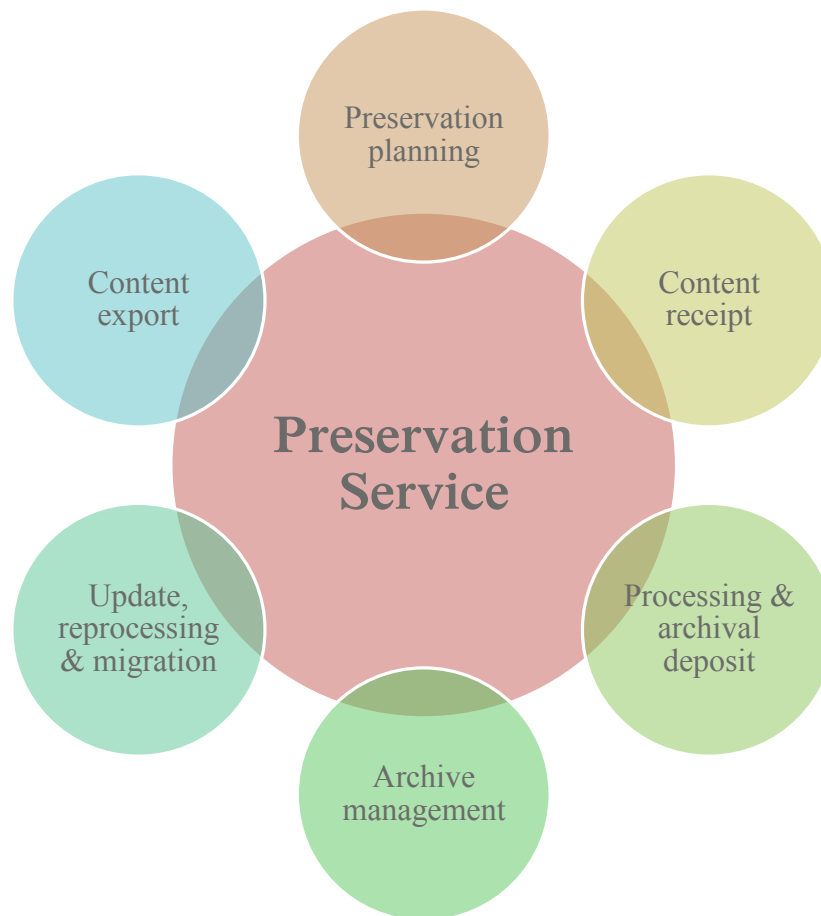 Preservation
planning
Content
receipt
Processing &
archival
deposit
Archive
management
Update,
reprocessing
& migration
Content
export
Preservation
Service